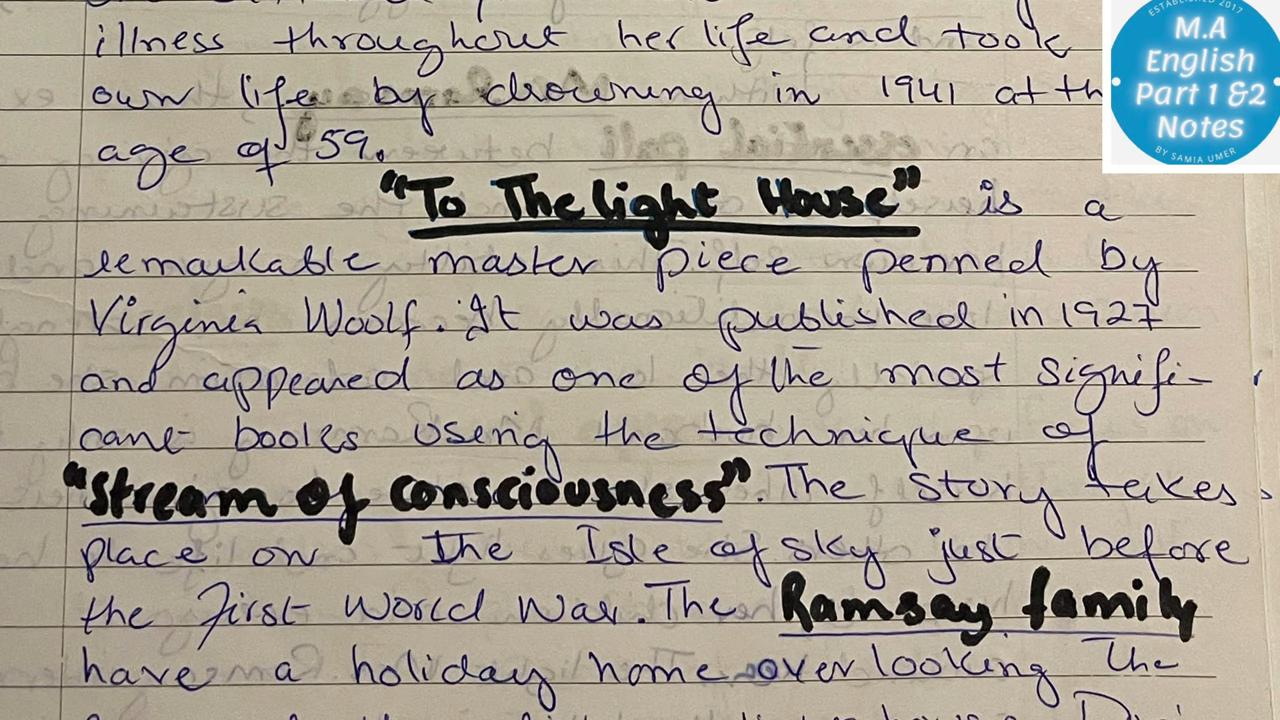 illness throughout her life and took
own life by drowning in 1941 at th
age of 59.
"To The light House" is a
remarkable master piece penned by
Virginia Woolf. It was published in 1927
and appeared as one of the most signifi-
cant books using the technique of
"Stream of consciousness". The story takes
place on the Isle of sky just before
the First World War. The Ramsay family
have a holiday home overlooking the
ESTABLISHED 2017
M.A
English
Part 1 &2
Notes
BY SAMIA UMER